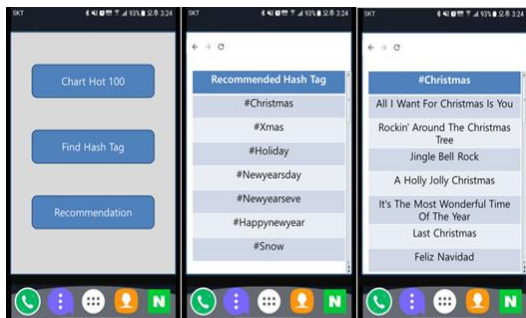 SKT 93% 오후 3:24
Chart Hot 100
Find Hash Tag
Recommendation
N
SKT 93% 오후 3:24
Recommended Hash Tag
#Christmas
#Xmas
#Holiday
#Newyearsday
#Newyearseve
#Happynewyear
#Snow
N
SKT 93% 오후 3:24
#Christmas
All I Want For Christmas Is You
Rockin' Around The Christmas
Tree
Jingle Bell Rock
A Holly Jolly Christmas
It's The Most Wonderful Time
Of The Year
Last Christmas
Feliz Navidad
N